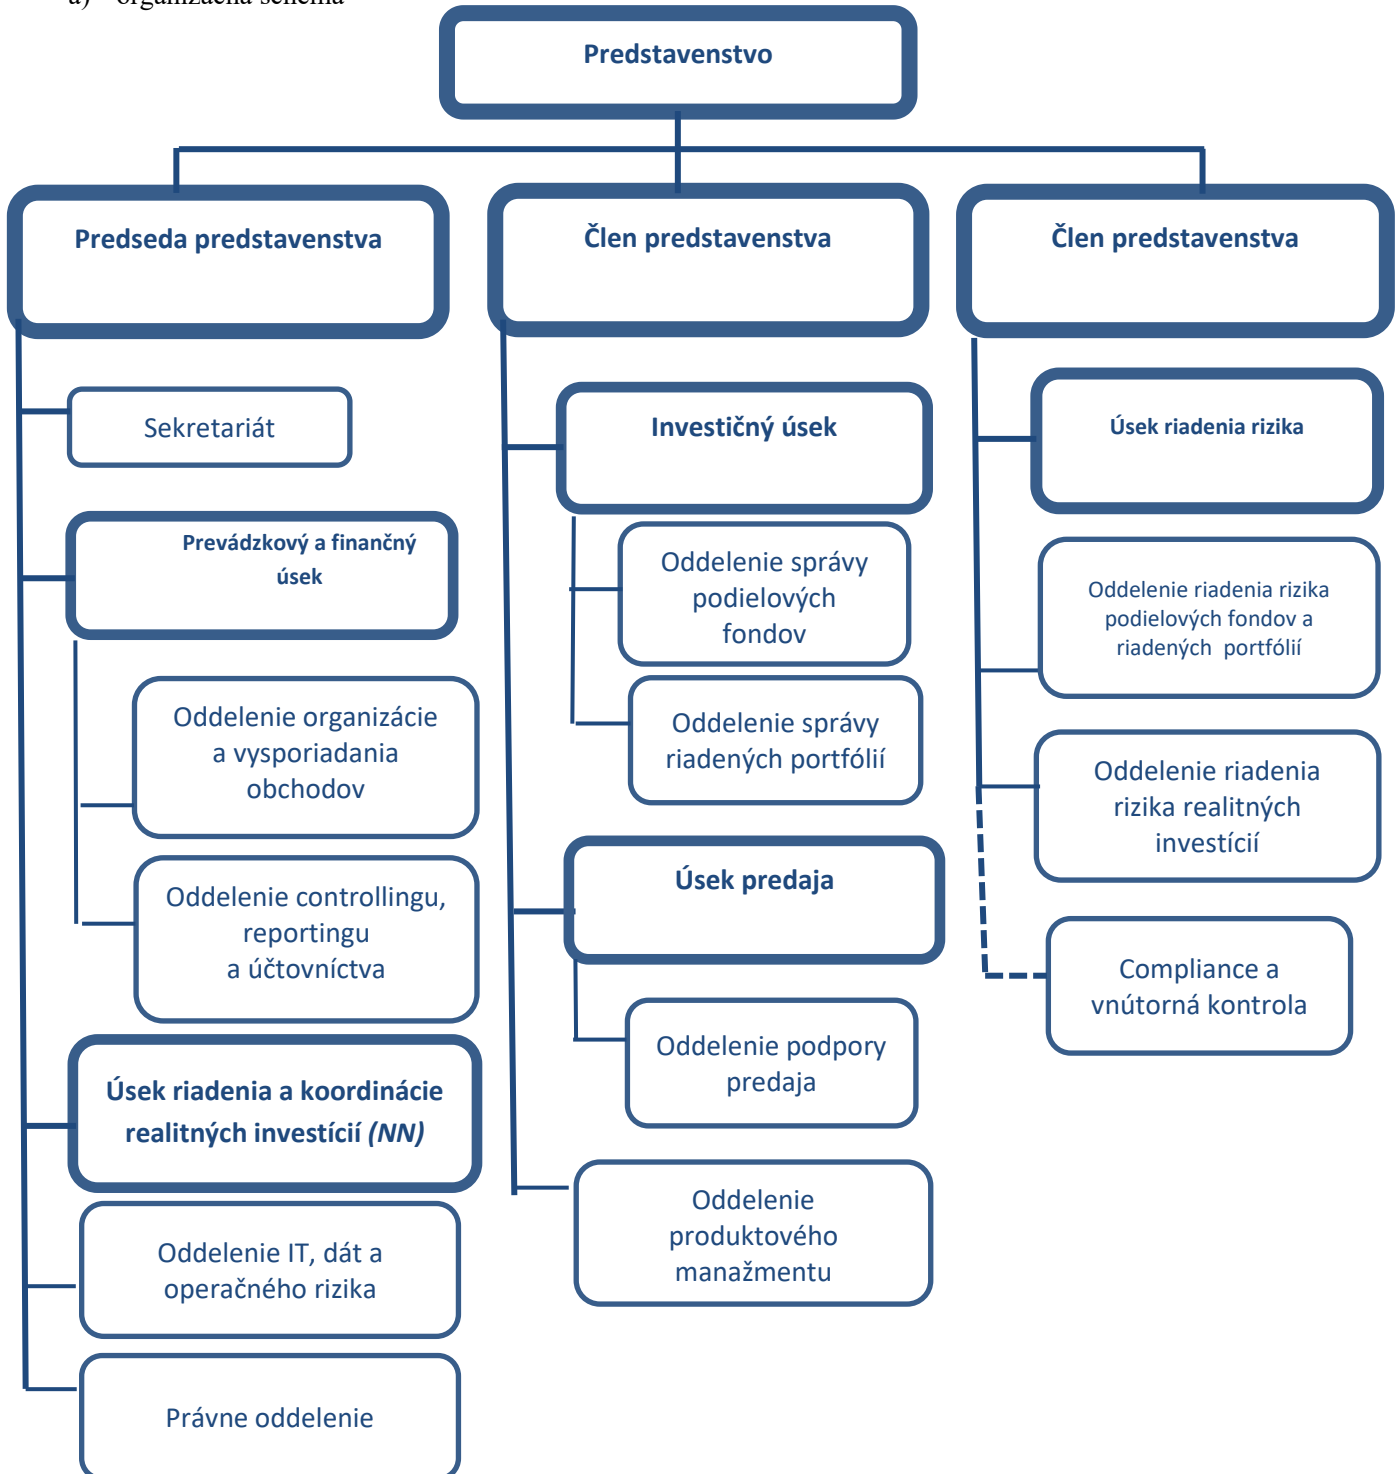 a) organizačná schéma
Predstavenstvo
Predseda predstavenstva
Člen predstavenstva
Člen predstavenstva
Sekretariát
Prevádzkový a finančný
úsek
Oddelenie organizácie
a vysporiadania
obchodov
Oddelenie controllingu,
reportingu
a účtovníctva
Úsek riadenia a koordinácie
realitných investícií (NN)
Oddelenie IT, dát a
operačného rizika
Právne oddelenie
Investičný úsek
Oddelenie správy
podielových
fondov
Oddelenie správy
riadených portfólií
Úsek predaja
Oddelenie podpory
predaja
Oddelenie
produktového
manažmentu
Úsek riadenia rizika
Oddelenie riadenia rizika
podielových fondov a
riadených portfólií
Oddelenie riadenia
rizika realitných
investícií
Compliance a
vnútorná kontrola